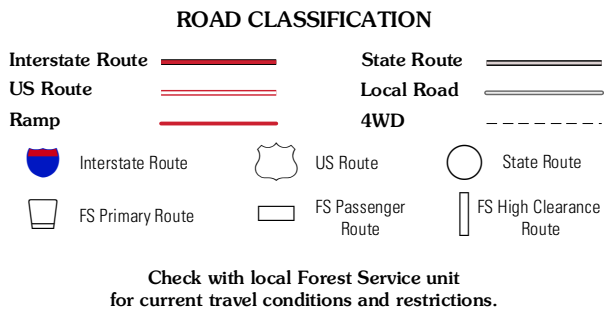 ROAD CLASSIFICATION
Interstate Route
State Route
US Route
Local Road
Ramp
4WD
Interstate Route
US Route
State Route
FS Primary Route
FS Passenger
Route
FS High Clearance
Route
Check with local Forest Service unit
for current travel conditions and restrictions.